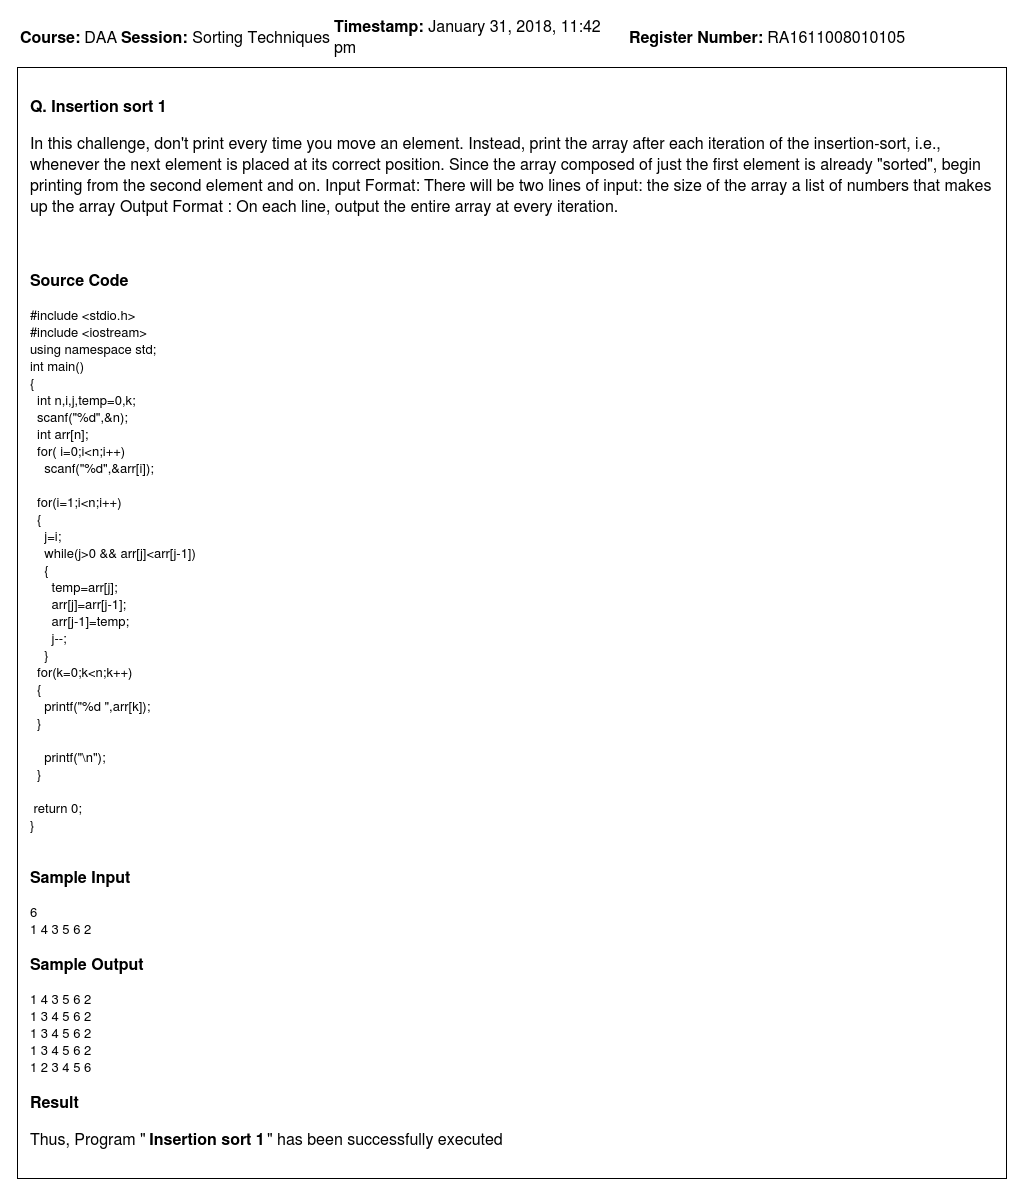 Course: DAA Session: Sorting Techniques Timestamp: January 31, 2018, 11:42 pm Register Number: RA1611008010105
Q. Insertion sort 1
In this challenge, don't print every time you move an element. Instead, print the array after each iteration of the insertion-sort, i.e.,
whenever the next element is placed at its correct position. Since the array composed of just the first element is already "sorted", begin
printing from the second element and on. Input Format: There will be two lines of input: the size of the array a list of numbers that makes
up the array Output Format : On each line, output the entire array at every iteration.
Source Code
#include <stdio.h>
#include <iostream>
using namespace std;
int main()
{
  int n,i,j,temp=0,k;
  scanf("%d",&n);
  int arr[n];
  for( i=0;i<n;i++)
    scanf("%d",&arr[i]);
  for(i=1;i<n;i++)
  {
    j=i;
    while(j>0 && arr[j]<arr[j-1])
    {
      temp=arr[j];
      arr[j]=arr[j-1];
      arr[j-1]=temp;
      j--;
    }
  for(k=0;k<n;k++)
  {
    printf("%d ",arr[k]);
  }
    printf("\n");
  }
 return 0;
}
Sample Input
6
1 4 3 5 6 2
Sample Output
1 4 3 5 6 2
1 3 4 5 6 2
1 3 4 5 6 2
1 3 4 5 6 2
1 2 3 4 5 6
Result
Thus, Program " Insertion sort 1 " has been successfully executed